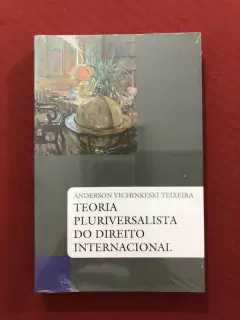 ANDERSON VICHINKESKI TEIXEIRA
TEORIA
PLURIVERSALISTA
DO DIREITO
INTERNACIONAL